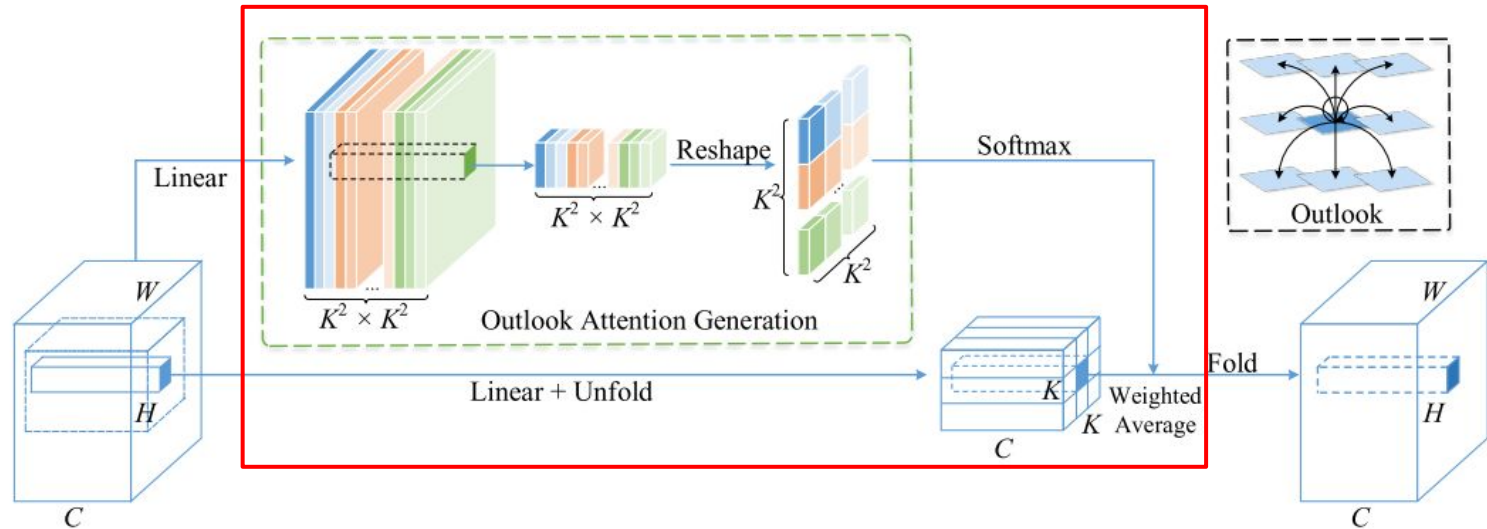 Linear
K² × K²
...
K² × K²
...
Reshape
K²
...
K²
Outlook Attention Generation
Softmax
Outlook
W
H
C
Linear + Unfold
K
K
C
Weighted
Average
Fold
W
H
C